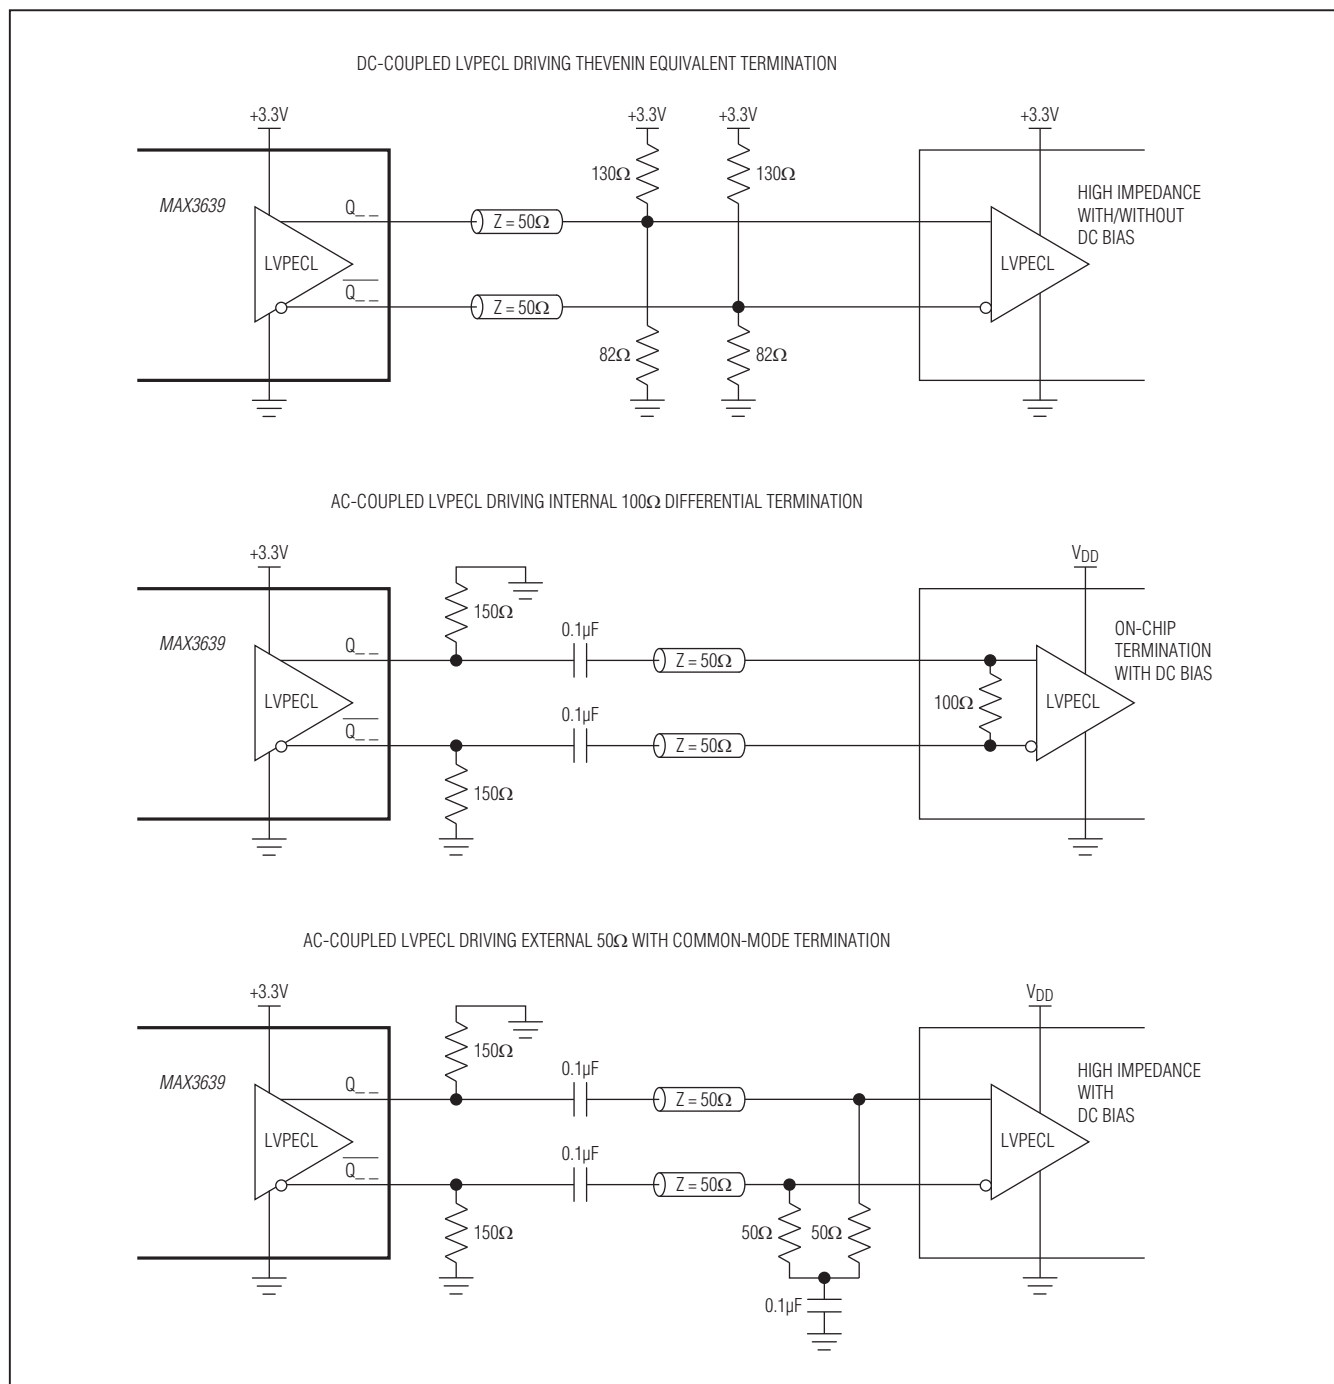 DC-COUPLED LVPECL DRIVING THEVENIN EQUIVALENT TERMINATION
+3.3V
+3.3V
+3.3V
+3.3V
MAX3639
130Ω
130Ω
HIGH IMPEDANCE
WITH/WITHOUT
DC BIAS
Q_ _
Z = 50Ω
LVPECL
LVPECL
Q_ _
Z = 50Ω
82Ω
82Ω
AC-COUPLED LVPECL DRIVING INTERNAL 100Ω DIFFERENTIAL TERMINATION
+3.3V
VDD
MAX3639
150Ω
ON-CHIP
TERMINATION
WITH DC BIAS
0.1µF
Q_ _
Z = 50Ω
LVPECL
100Ω
LVPECL
0.1µF
Q_ _
Z = 50Ω
150Ω
AC-COUPLED LVPECL DRIVING EXTERNAL 50Ω WITH COMMON-MODE TERMINATION
+3.3V
VDD
MAX3639
150Ω
HIGH IMPEDANCE
WITH
DC BIAS
0.1µF
Q_ _
Z = 50Ω
LVPECL
LVPECL
0.1µF
Q_ _
Z = 50Ω
150Ω
50Ω
50Ω
0.1µF